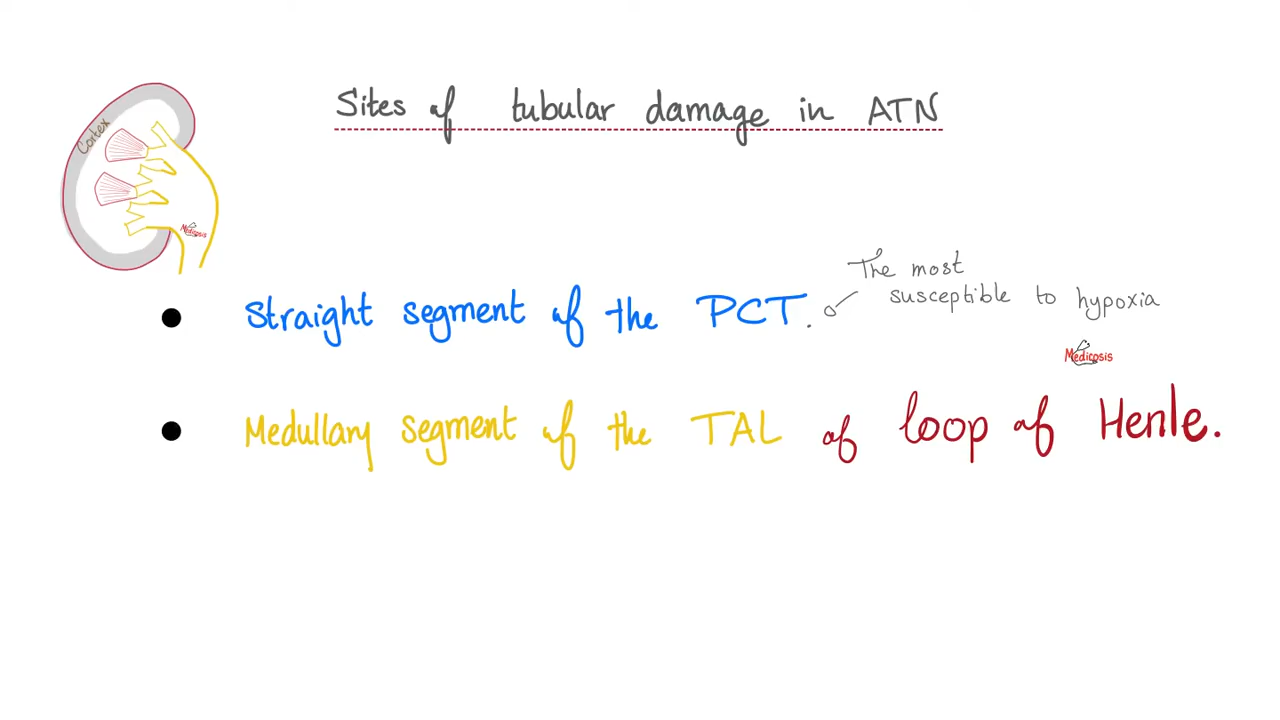 Sites of tubular damage in ATN
Cortex
Medicosis
The most
susceptible to hypoxia
Straight segment of the PCT.
Medicosis
Medullary segment of the TAL of loop of Henle.